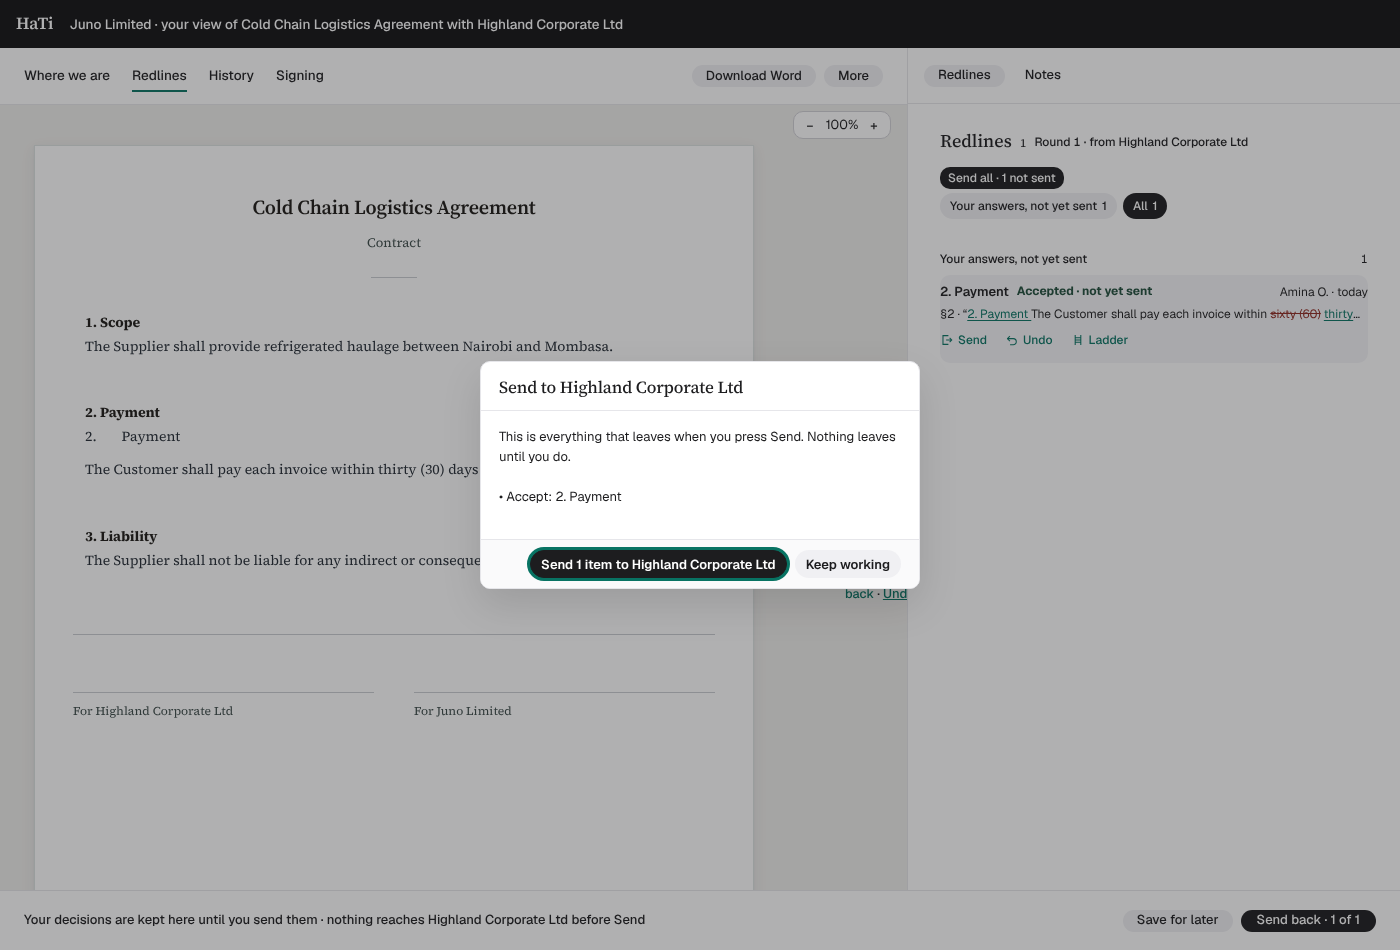 HaTi
Juno Limited · your view of Cold Chain Logistics Agreement with Highland Corporate Ltd
Where we are
Redlines
History
Signing
Download Word
More
Redlines
Notes
− 100% +
Cold Chain Logistics Agreement
Contract
1. Scope
The Supplier shall provide refrigerated haulage between Nairobi and Mombasa.
2. Payment
2. Payment
The Customer shall pay each invoice within thirty (30) days
3. Liability
The Supplier shall not be liable for any indirect or conseque
back · Und
For Highland Corporate Ltd
For Juno Limited
Redlines 1 Round 1 · from Highland Corporate Ltd
Send all · 1 not sent
Your answers, not yet sent 1
All 1
Your answers, not yet sent 1
2. Payment Accepted · not yet sent Amina O. · today
§2 · “2. Payment The Customer shall pay each invoice within sixty (60) thirty…
Send
Undo
Ladder
Send to Highland Corporate Ltd
This is everything that leaves when you press Send. Nothing leaves
until you do.
• Accept: 2. Payment
Send 1 item to Highland Corporate Ltd
Keep working
Your decisions are kept here until you send them · nothing reaches Highland Corporate Ltd before Send
Save for later
Send back · 1 of 1